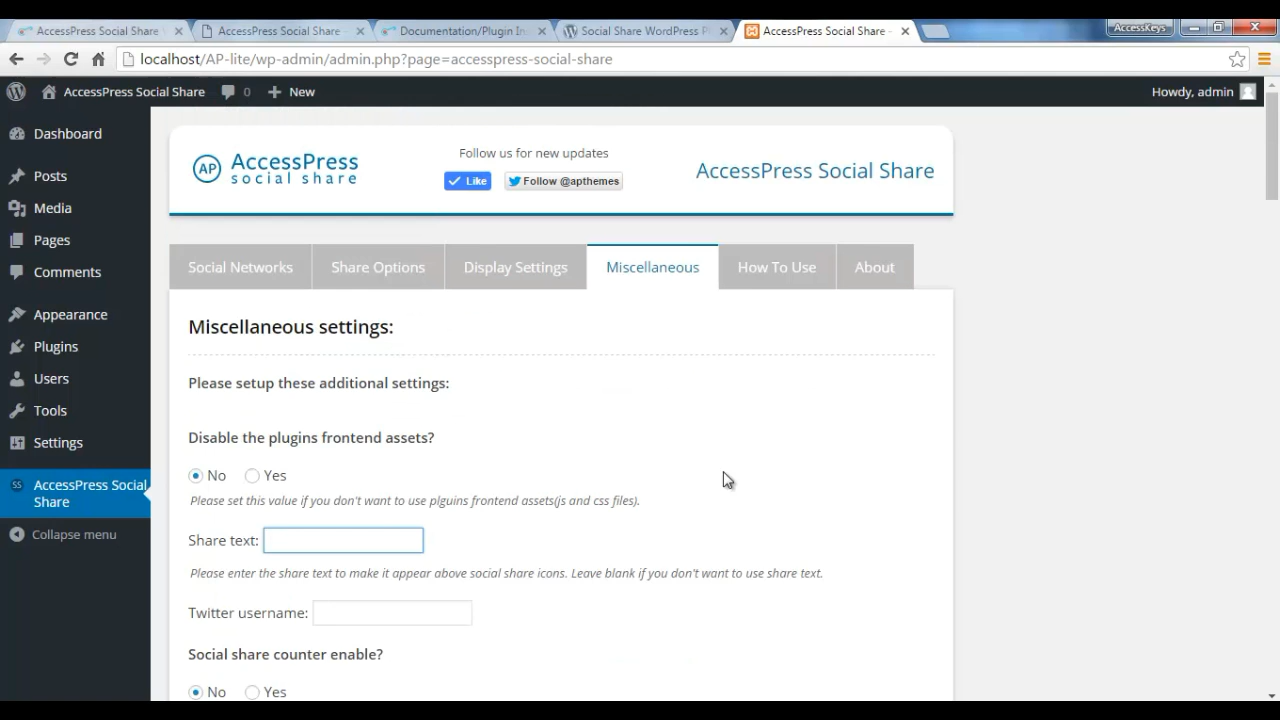 AccessPress Social Share
AccessPress Social Share -
Documentation/Plugin In
Social Share WordPress P
AccessPress Social Share -
AccessKeys
localhost/AP-lite/wp-admin/admin.php?page=accesspress-social-share
AccessPress Social Share
0
New
Howdy, admin
Dashboard
Posts
Media
Pages
Comments
Appearance
Plugins
Users
Tools
Settings
SS
AccessPress Social
Share
Collapse menu
AP
AccessPress
social share
Follow us for new updates
Like
Follow @apthemes
AccessPress Social Share
Social Networks
Share Options
Display Settings
Miscellaneous
How To Use
About
Miscellaneous settings:
Please setup these additional settings:
Disable the plugins frontend assets?
No Yes
Please set this value if you don't want to use plguins frontend assets(js and css files).
Share text:
Please enter the share text to make it appear above social share icons. Leave blank if you don't want to use share text.
Twitter username:
Social share counter enable?
No Yes